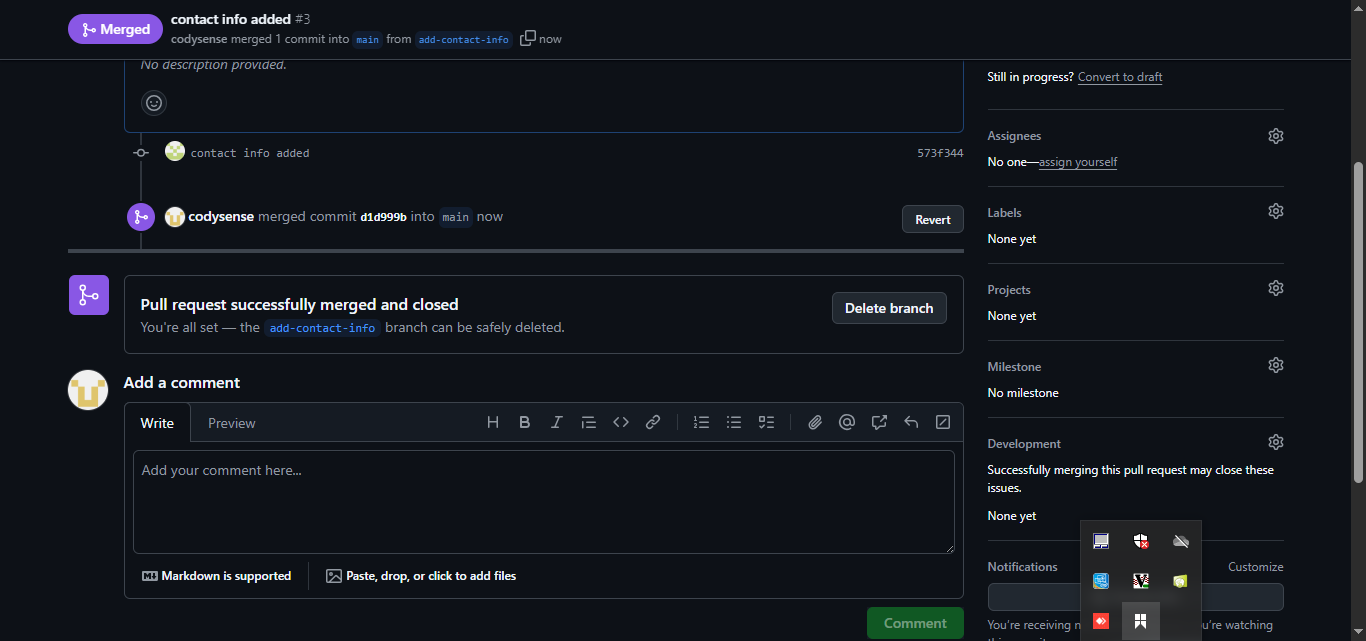 Merged
contact info added #3
codysense merged 1 commit into main from add-contact-info now
No description provided.
contact info added 573f344
codysense merged commit d1d999b into main now
Revert
Pull request successfully merged and closed
You're all set — the add-contact-info branch can be safely deleted.
Delete branch
Add a comment
Write Preview
Add your comment here...
Markdown is supported
Paste, drop, or click to add files
Comment
Still in progress? Convert to draft
Assignees
No one—assign yourself
Labels
None yet
Projects
None yet
Milestone
No milestone
Development
Successfully merging this pull request may close these
issues.
None yet
Notifications Customize
You're receiving n
're watching